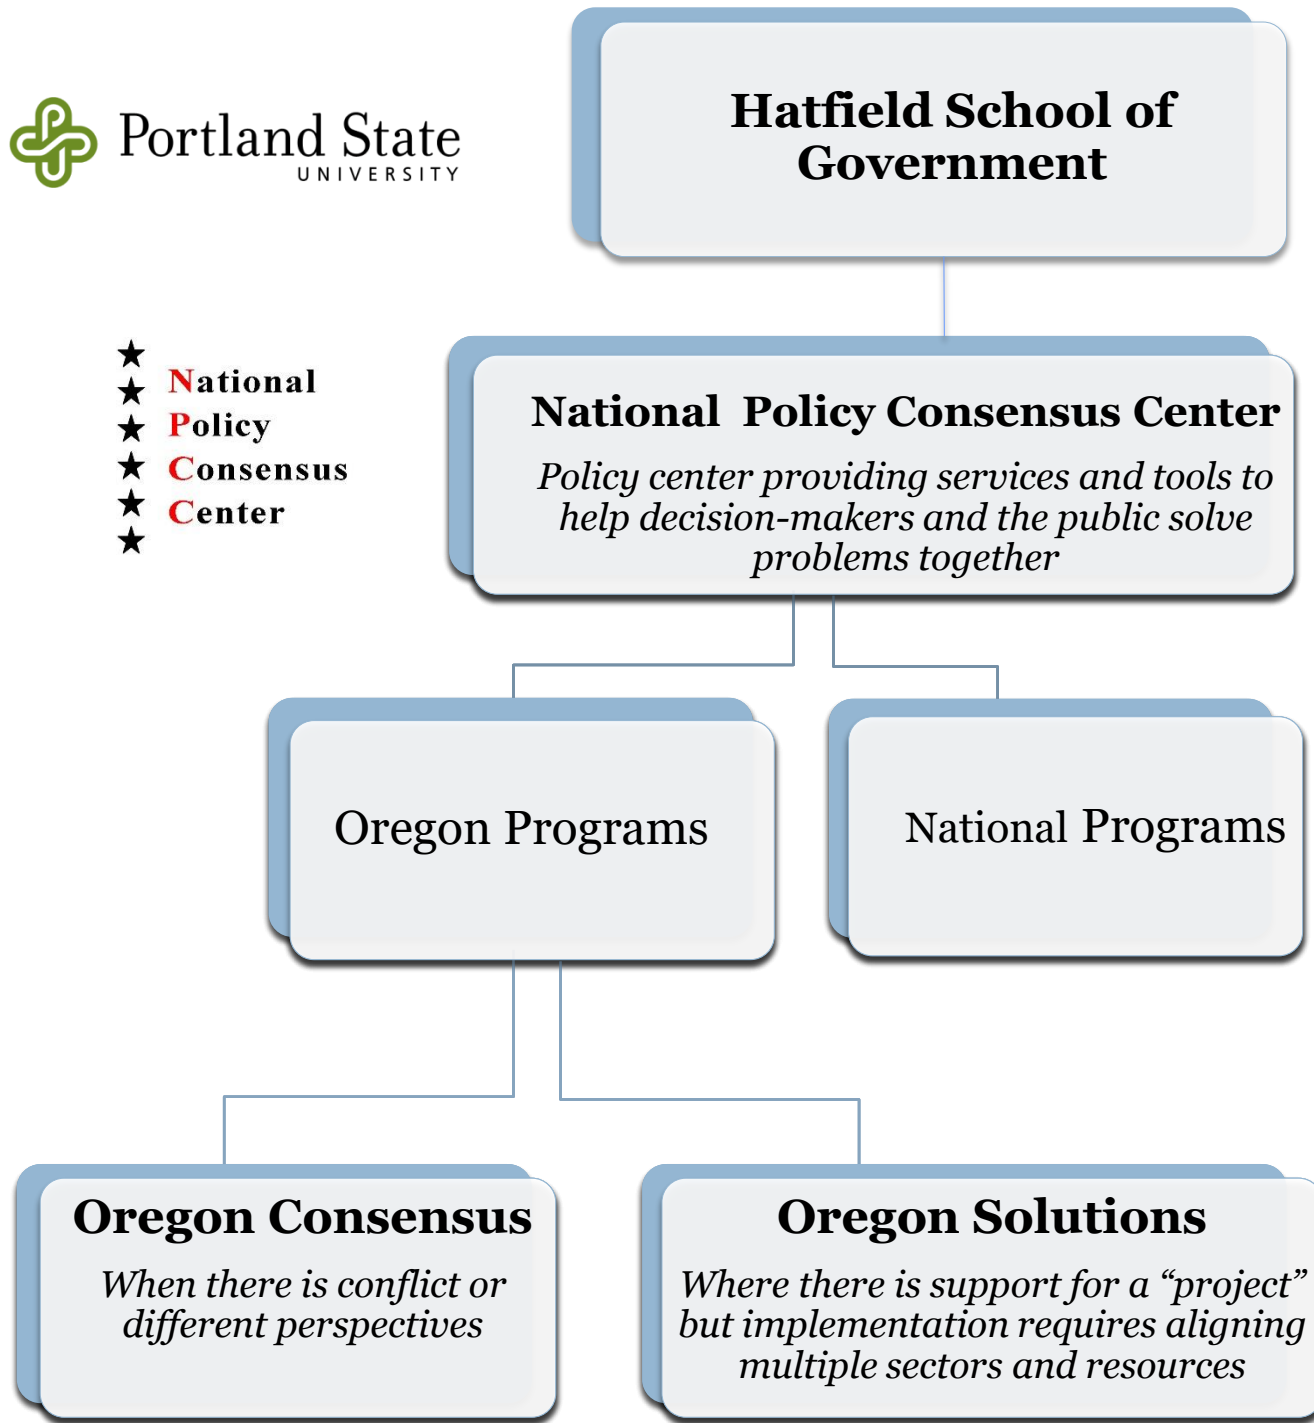 Portland State
UNIVERSITY
Hatfield School of
Government
National
Policy
Consensus
Center
National Policy Consensus Center
Policy center providing services and tools to
help decision-makers and the public solve
problems together
Oregon Programs
National Programs
Oregon Consensus
When there is conflict or
different perspectives
Oregon Solutions
Where there is support for a “project”
but implementation requires aligning
multiple sectors and resources